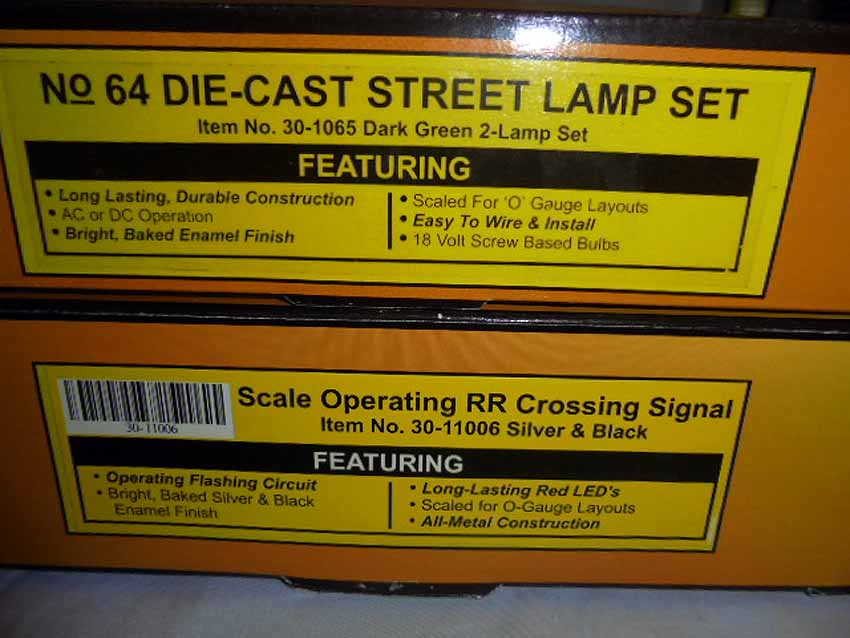 Nº 64 DIE-CAST STREET LAMP SET
Item No. 30-1065 Dark Green 2-Lamp Set
FEATURING
• Long Lasting, Durable Construction
• AC or DC Operation
• Bright, Baked Enamel Finish
• Scaled For 'O' Gauge Layouts
• Easy To Wire & Install
• 18 Volt Screw Based Bulbs
30-11006
Scale Operating RR Crossing Signal
Item No. 30-11006 Silver & Black
FEATURING
• Operating Flashing Circuit
• Bright, Baked Silver & Black
Enamel Finish
• Long-Lasting Red LED's
• Scaled for O-Gauge Layouts
• All-Metal Construction